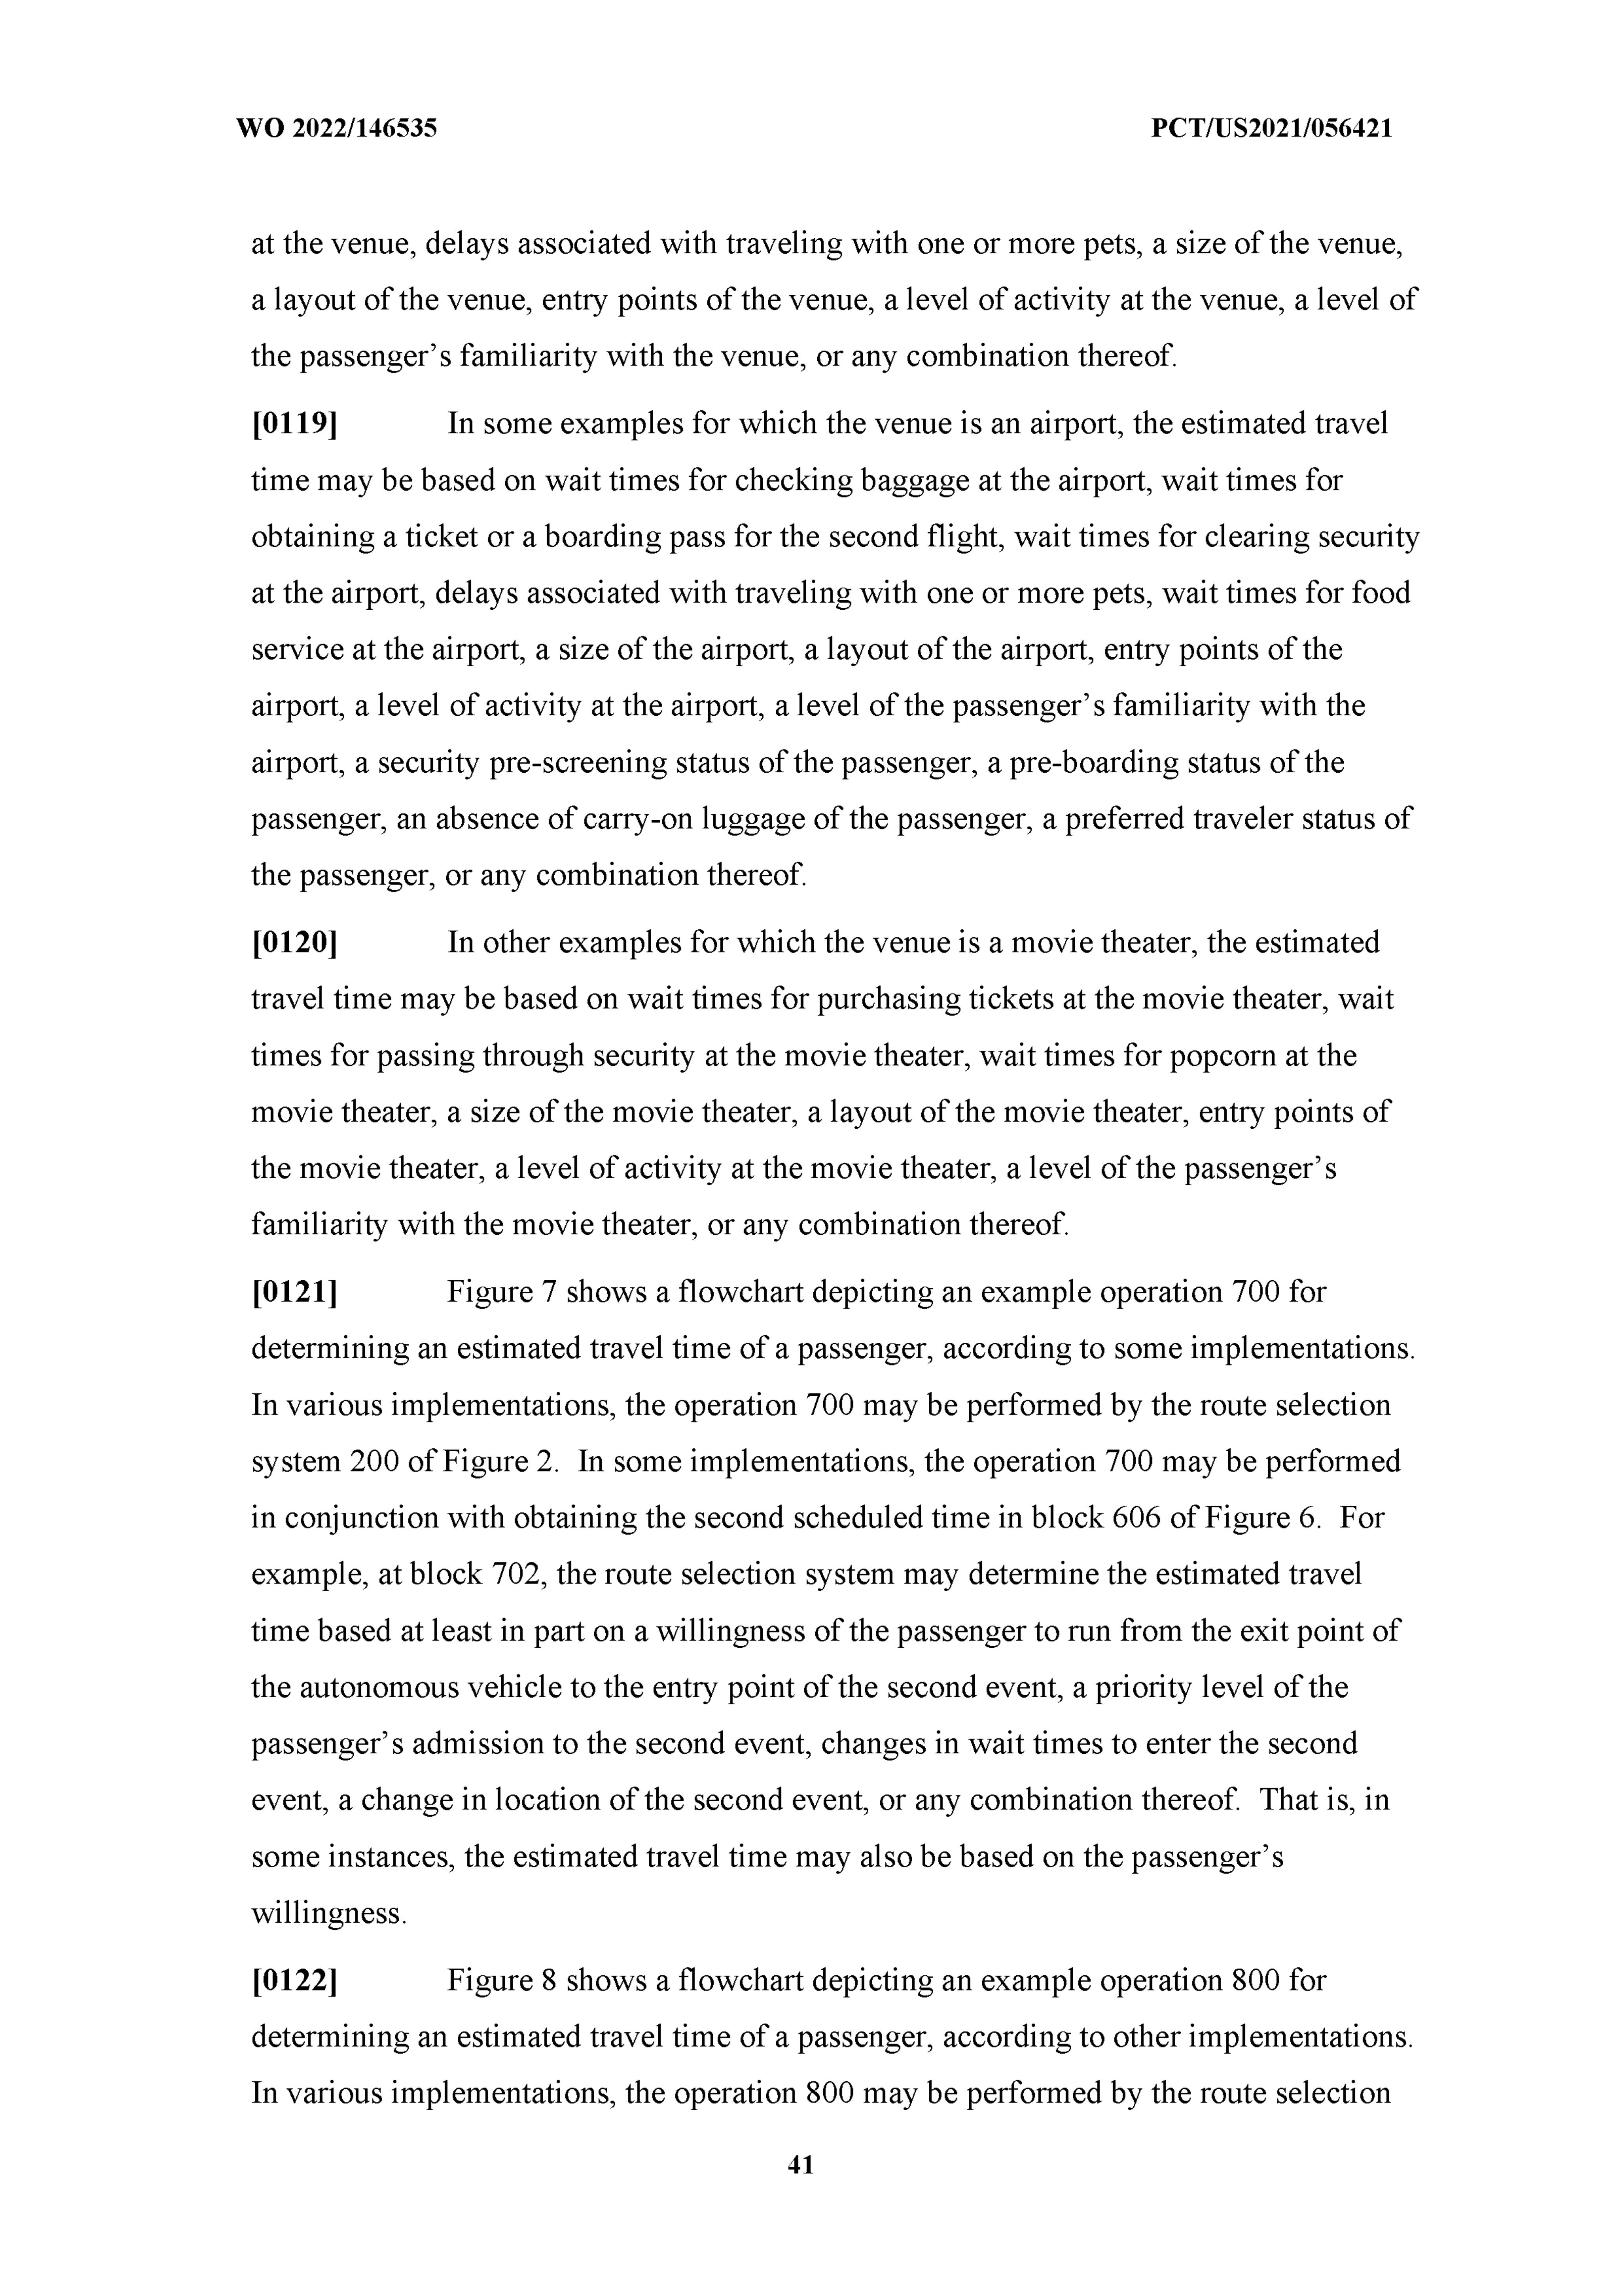 WO 2022/146535 PCT/US2021/056421
at the venue, delays associated with traveling with one or more pets, a size of the venue,
a layout of the venue, entry points of the venue, a level of activity at the venue, a level of
the passenger’s familiarity with the venue, or any combination thereof.
[0119] In some examples for which the venue is an airport, the estimated travel
time may be based on wait times for checking baggage at the airport, wait times for
obtaining a ticket or a boarding pass for the second flight, wait times for clearing security
at the airport, delays associated with traveling with one or more pets, wait times for food
service at the airport, a size of the airport, a layout of the airport, entry points of the
airport, a level of activity at the airport, a level of the passenger’s familiarity with the
airport, a security pre-screening status of the passenger, a pre-boarding status of the
passenger, an absence of carry-on luggage of the passenger, a preferred traveler status of
the passenger, or any combination thereof.
[0120] In other examples for which the venue is a movie theater, the estimated
travel time may be based on wait times for purchasing tickets at the movie theater, wait
times for passing through security at the movie theater, wait times for popcorn at the
movie theater, a size of the movie theater, a layout of the movie theater, entry points of
the movie theater, a level of activity at the movie theater, a level of the passenger’s
familiarity with the movie theater, or any combination thereof.
[0121] Figure 7 shows a flowchart depicting an example operation 700 for
determining an estimated travel time of a passenger, according to some implementations.
In various implementations, the operation 700 may be performed by the route selection
system 200 of Figure 2. In some implementations, the operation 700 may be performed
in conjunction with obtaining the second scheduled time in block 606 of Figure 6. For
example, at block 702, the route selection system may determine the estimated travel
time based at least in part on a willingness of the passenger to run from the exit point of
the autonomous vehicle to the entry point of the second event, a priority level of the
passenger’s admission to the second event, changes in wait times to enter the second
event, a change in location of the second event, or any combination thereof. That is, in
some instances, the estimated travel time may also be based on the passenger’s
willingness.
[0122] Figure 8 shows a flowchart depicting an example operation 800 for
determining an estimated travel time of a passenger, according to other implementations.
In various implementations, the operation 800 may be performed by the route selection
41